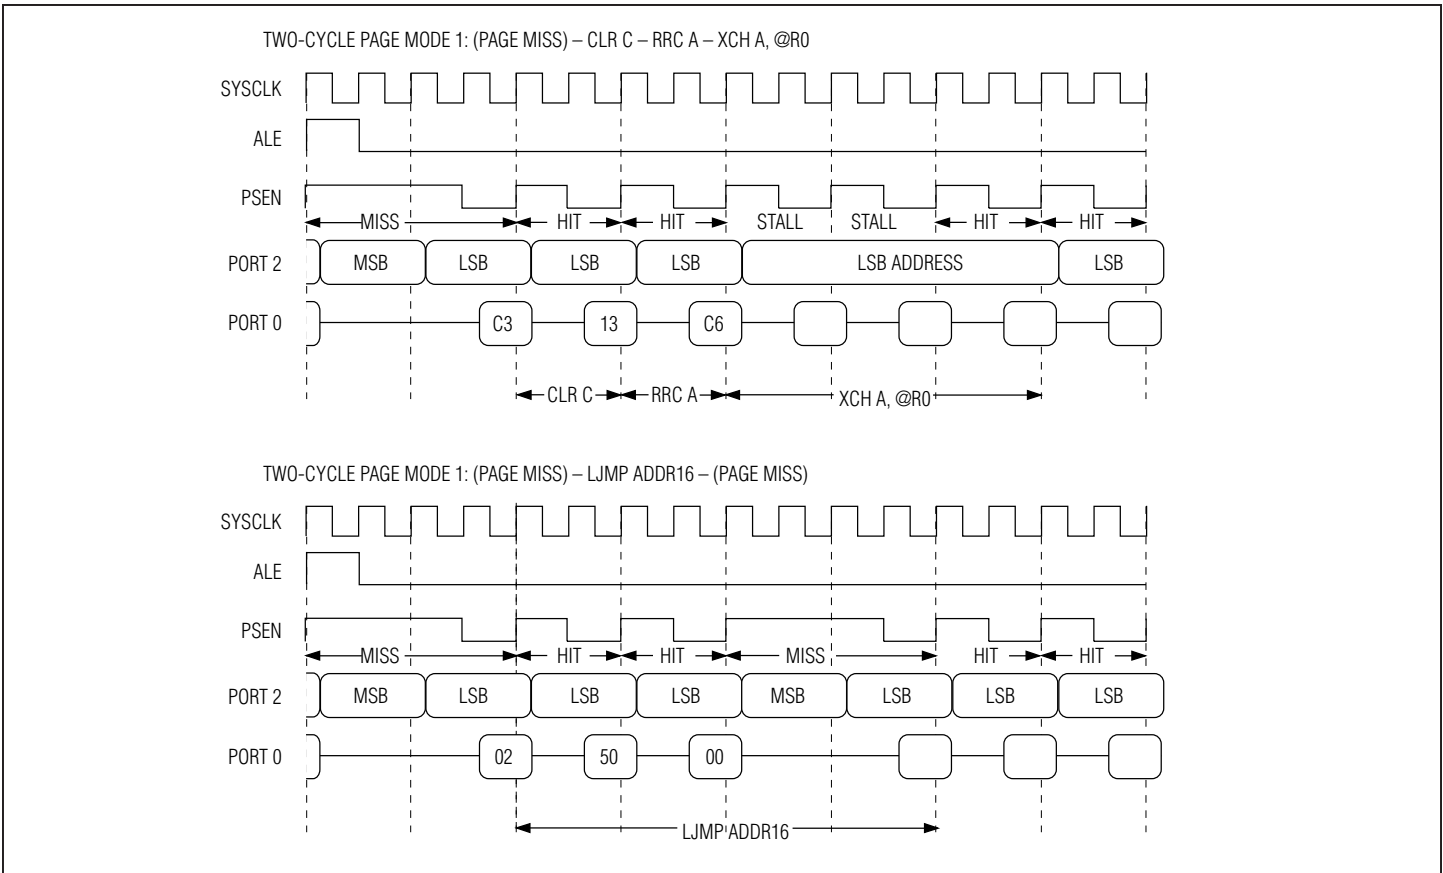 TWO-CYCLE PAGE MODE 1: (PAGE MISS) – CLR C – RRC A – XCH A, @R0
SYSCLK
ALE
PSEN
MISS HIT HIT STALL STALL HIT HIT
PORT 2 MSB LSB LSB LSB LSB ADDRESS LSB
PORT 0 C3 13 C6
CLR C RRC A XCH A, @R0
TWO-CYCLE PAGE MODE 1: (PAGE MISS) – LJMP ADDR16 – (PAGE MISS)
SYSCLK
ALE
PSEN
MISS HIT HIT MISS HIT HIT
PORT 2 MSB LSB LSB LSB MSB LSB LSB LSB
PORT 0 02 50 00
LJMP ADDR16